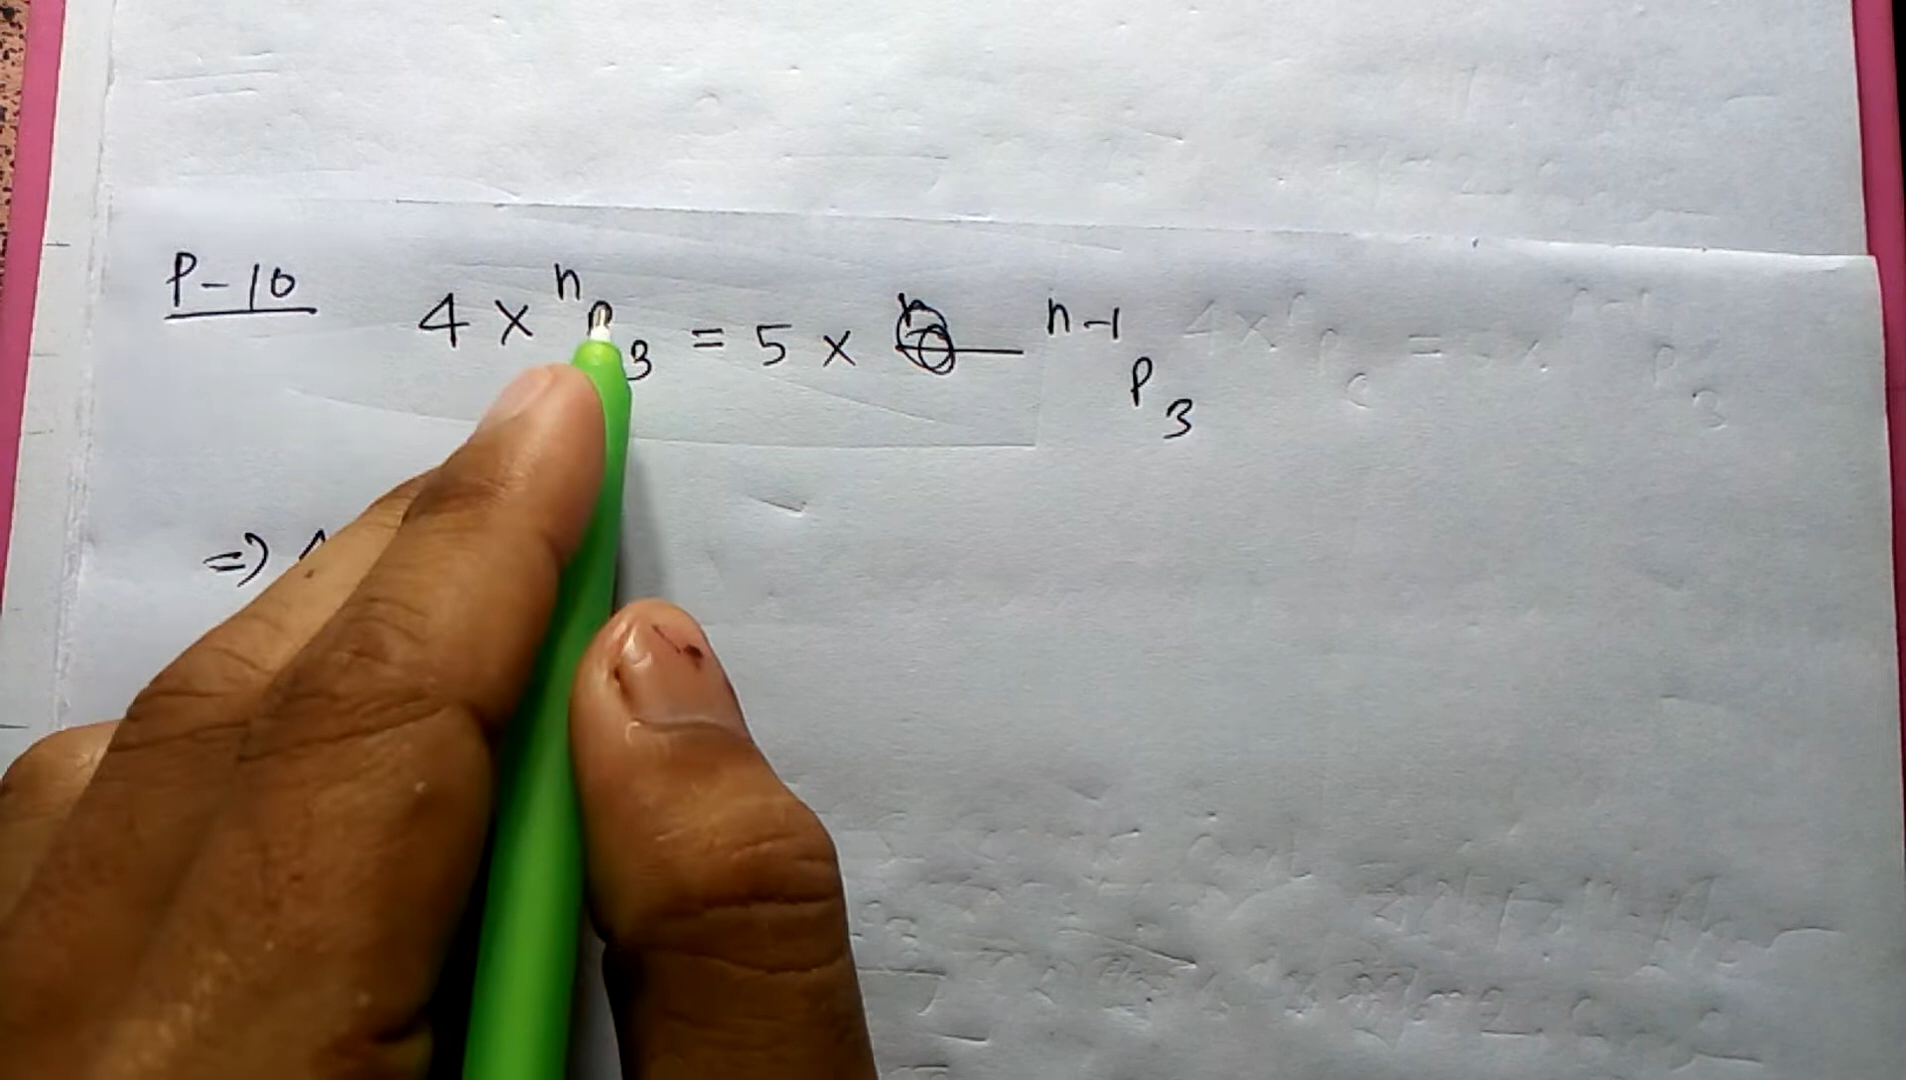 P-10 4 × ⁿP₃ = 5 × ⁿ⁻¹P₃
=>